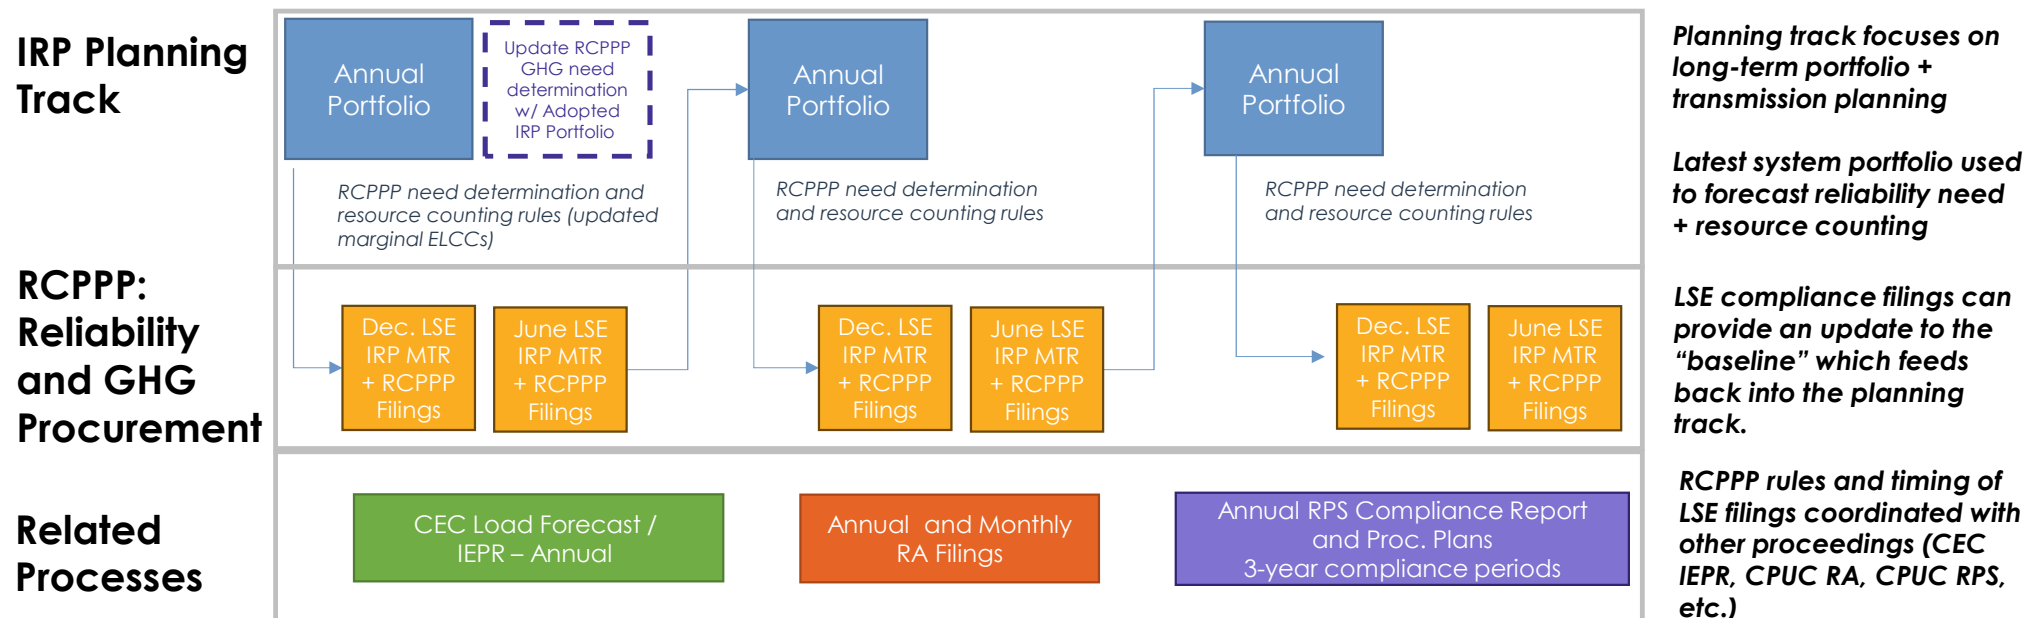 IRP Planning
Track
Annual
Portfolio
Update RCPPP
GHG need
determination
w/ Adopted
IRP Portfolio
Annual
Portfolio
Annual
Portfolio
RCPPP need determination and
resource counting rules (updated
marginal ELCCs)
RCPPP need determination
and resource counting rules
RCPPP need determination
and resource counting rules
Planning track focuses on
long-term portfolio +
transmission planning
Latest system portfolio used
to forecast reliability need
+ resource counting
RCPPP:
Reliability
and GHG
Procurement
Dec. LSE
IRP MTR
+ RCPPP
Filings
June LSE
IRP MTR
+ RCPPP
Filings
Dec. LSE
IRP MTR
+ RCPPP
Filings
June LSE
IRP MTR
+ RCPPP
Filings
Dec. LSE
IRP MTR
+ RCPPP
Filings
June LSE
IRP MTR
+ RCPPP
Filings
LSE compliance filings can
provide an update to the
“baseline” which feeds
back into the planning
track.
Related
Processes
CEC Load Forecast /
IEPR – Annual
Annual and Monthly
RA Filings
Annual RPS Compliance Report
and Proc. Plans
3-year compliance periods
RCPPP rules and timing of
LSE filings coordinated with
other proceedings (CEC
IEPR, CPUC RA, CPUC RPS,
etc.)